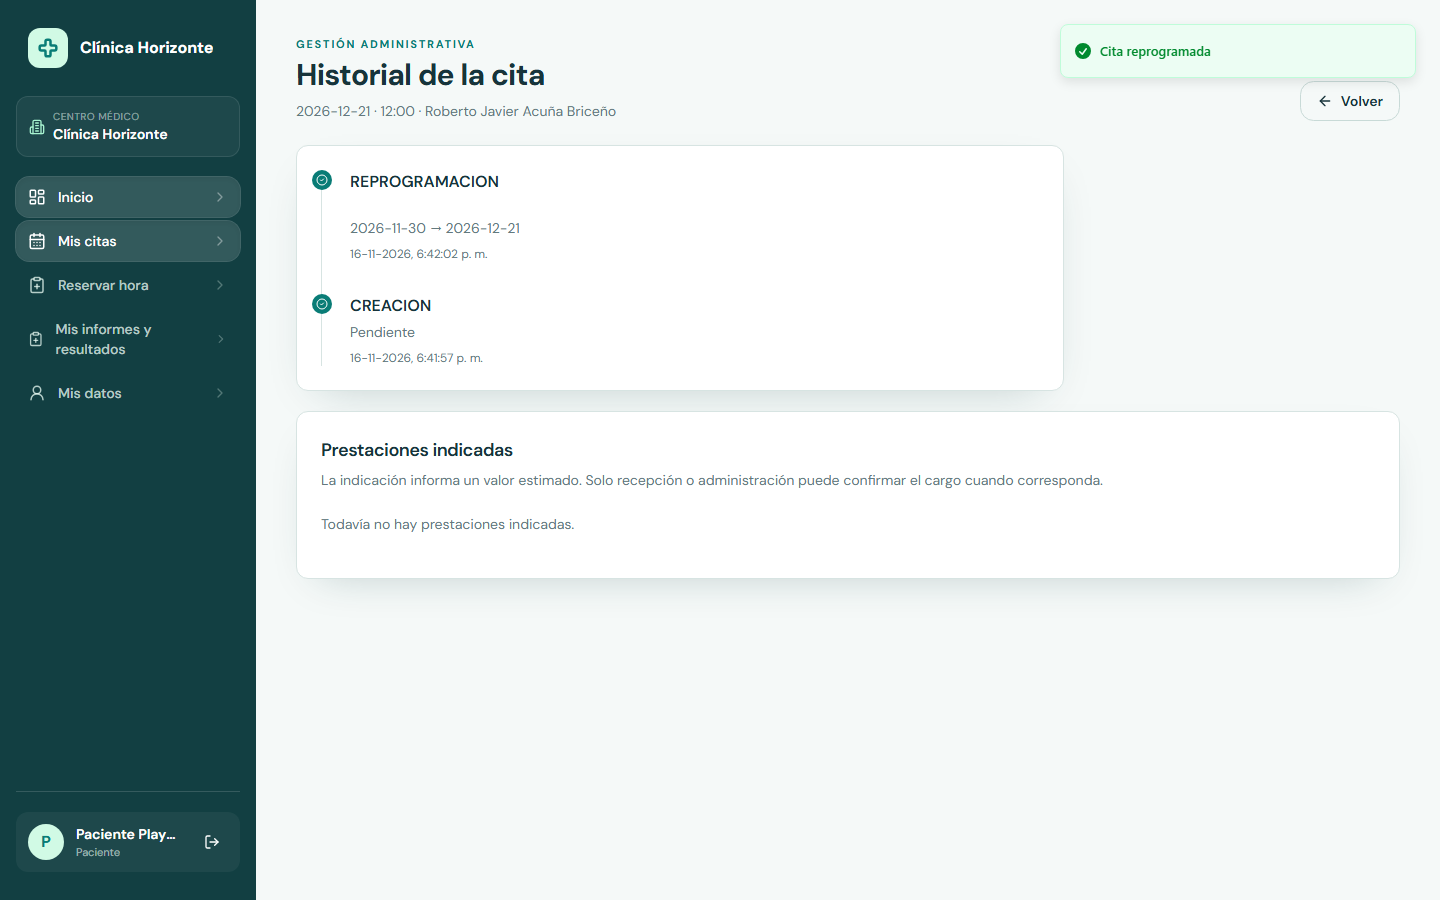 Clínica Horizonte
CENTRO MÉDICO
Clínica Horizonte
Inicio
Mis citas
Reservar hora
Mis informes y
resultados
Mis datos
P
Paciente Play...
Paciente
GESTIÓN ADMINISTRATIVA
Historial de la cita
2026-12-21 · 12:00 · Roberto Javier Acuña Briceño
Cita reprogramada
Volver
REPROGRAMACION
2026-11-30 → 2026-12-21
16-11-2026, 6:42:02 p. m.
CREACION
Pendiente
16-11-2026, 6:41:57 p. m.
Prestaciones indicadas
La indicación informa un valor estimado. Solo recepción o administración puede confirmar el cargo cuando corresponda.
Todavía no hay prestaciones indicadas.